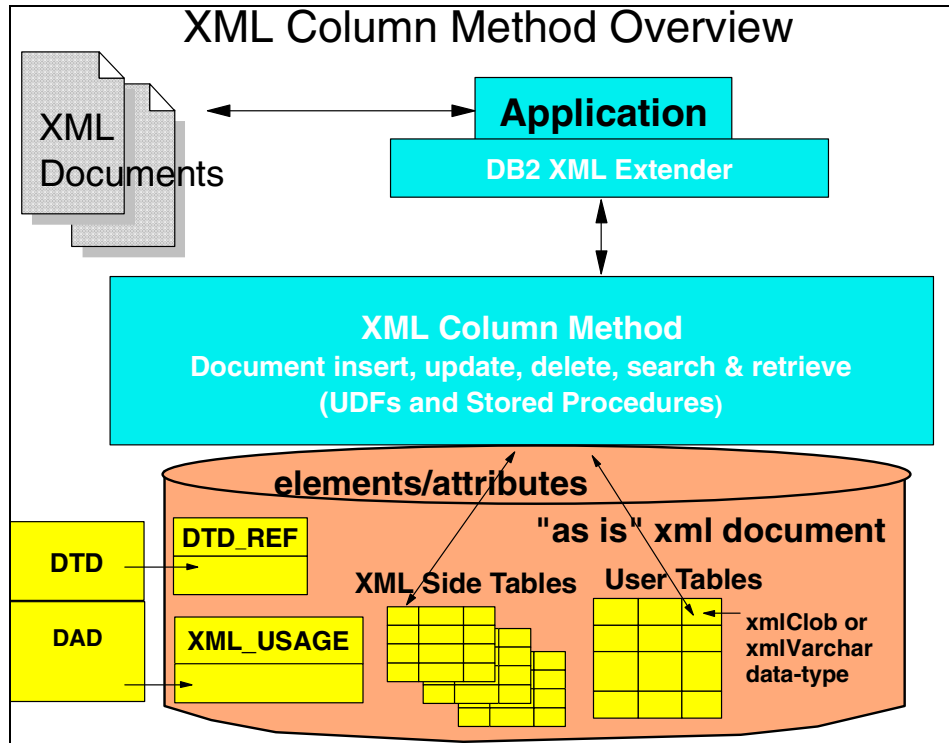 XML Column Method Overview
XML
Documents
Application
DB2 XML Extender
XML Column Method
Document insert, update, delete, search & retrieve
(UDFs and Stored Procedures)
elements/attributes
"as is" xml document
DTD
DTD_REF
XML Side Tables
User Tables
DAD
XML_USAGE
xmlClob or
xmlVarchar
data-type